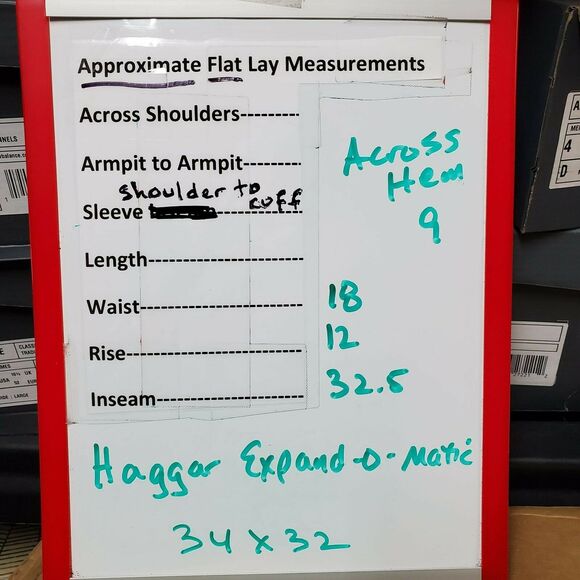 Approximate Flat Lay Measurements
Across Shoulders----------
Armpit to Armpit----------
shoulder to cuff
Sleeve
Length
Waist 18
Rise 12
Inseam 32.5
Across
Hem
9
Haggar Expand-O-Matic
34 x 32